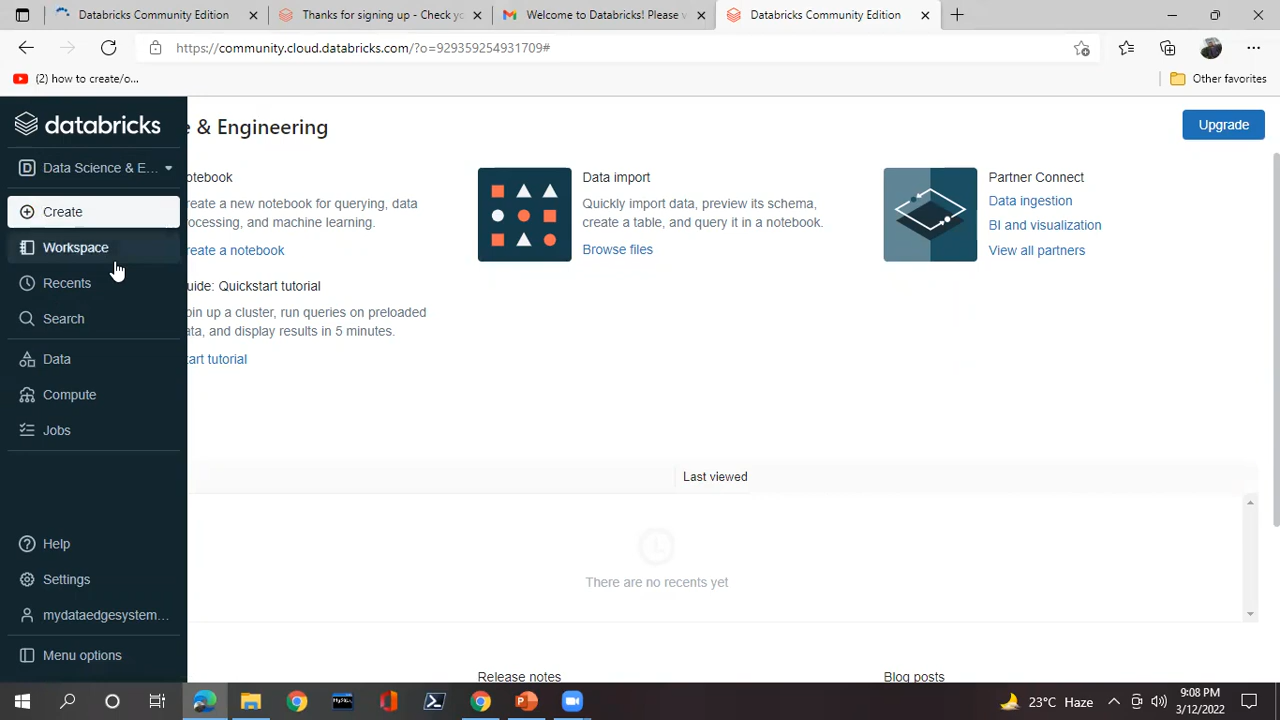 Databricks Community Edition
Thanks for signing up - Check yo
Welcome to Databricks! Please v
Databricks Community Edition
https://community.cloud.databricks.com/?o=929359254931709#
(2) how to create/o...
Other favorites
databricks
e & Engineering
Upgrade
D
Data Science & E...
Create
Workspace
Recents
Search
Data
Compute
Jobs
Help
Settings
mydataedgesystem...
Menu options
otebook
reate a new notebook for querying, data
ocessing, and machine learning.
reate a notebook
uide: Quickstart tutorial
pin up a cluster, run queries on preloaded
ata, and display results in 5 minutes.
tart tutorial
Data import
Quickly import data, preview its schema,
create a table, and query it in a notebook.
Browse files
Partner Connect
Data ingestion
BI and visualization
View all partners
Last viewed
There are no recents yet
Release notes
Blog posts
23°C Haze
9:08 PM
3/12/2022